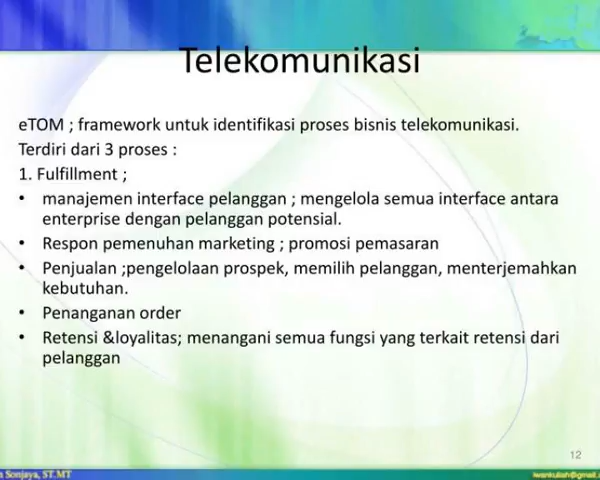 Telekomunikasi
eTOM ; framework untuk identifikasi proses bisnis telekomunikasi.
Terdiri dari 3 proses :
1. Fulfillment ;
• manajemen interface pelanggan ; mengelola semua interface antara
enterprise dengan pelanggan potensial.
• Respon pemenuhan marketing ; promosi pemasaran
• Penjualan ;pengelolaan prospek, memilih pelanggan, menterjemahkan
kebutuhan.
• Penanganan order
• Retensi &loyalitas; menangani semua fungsi yang terkait retensi dari
pelanggan
12
n Sonjaya, ST.MT